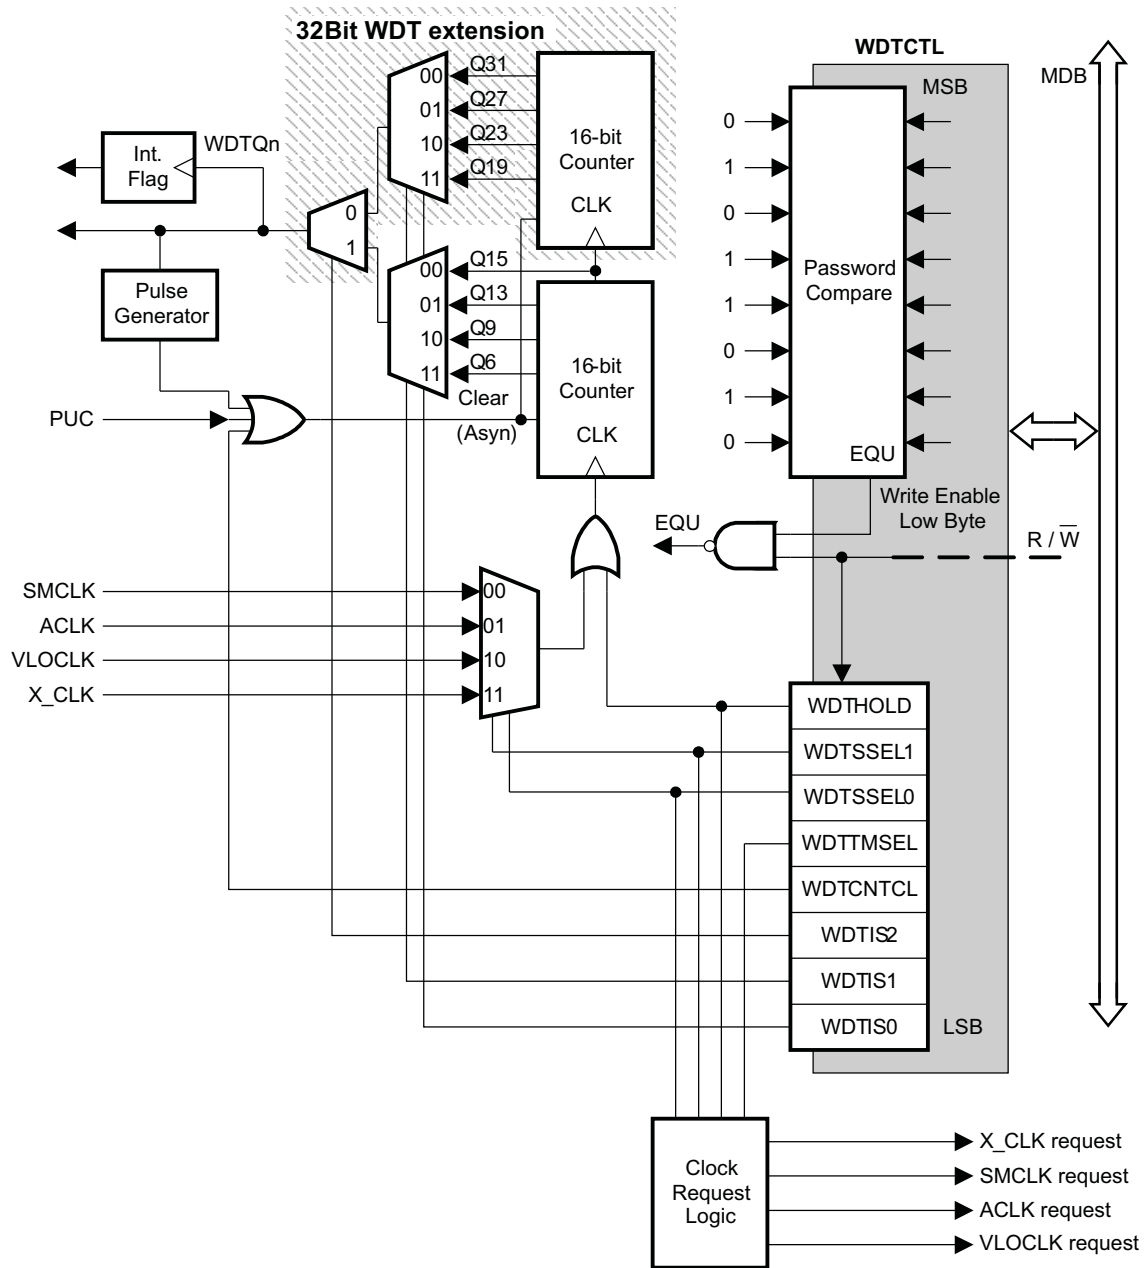 32Bit WDT extension
WDTCTL
MDB
MSB
Q31
Q27
Q23
Q19
00
01
10
11
16-bit
Counter
CLK
WDTQn
Int.
Flag
0
1
Pulse
Generator
Q15
Q13
Q9
Q6
00
01
10
11
16-bit
Counter
CLK
Clear
(Asyn)
PUC
0
1
0
1
1
0
1
0
Password
Compare
EQU
Write Enable
Low Byte
EQU
R / W
SMCLK
ACLK
VLOCLK
X_CLK
00
01
10
11
WDTHOLD
WDTSSEL1
WDTSSEL0
WDTTMSEL
WDTCNTCL
WDTIS2
WDTIS1
WDTIS0
LSB
Clock
Request
Logic
X_CLK request
SMCLK request
ACLK request
VLOCLK request